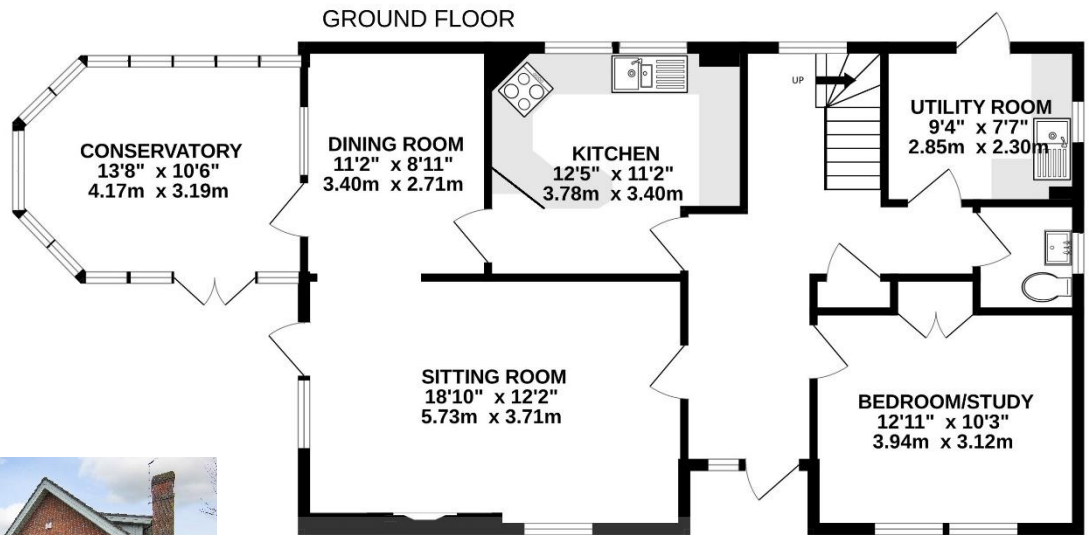 GROUND FLOOR
CONSERVATORY
13'8" x 10'6"
4.17m x 3.19m
DINING ROOM
11'2" x 8'11"
3.40m x 2.71m
KITCHEN
12'5" x 11'2"
3.78m x 3.40m
UP
UTILITY ROOM
9'4" x 7'7"
2.85m x 2.30m
SITTING ROOM
18'10" x 12'2"
5.73m x 3.71m
BEDROOM/STUDY
12'11" x 10'3"
3.94m x 3.12m